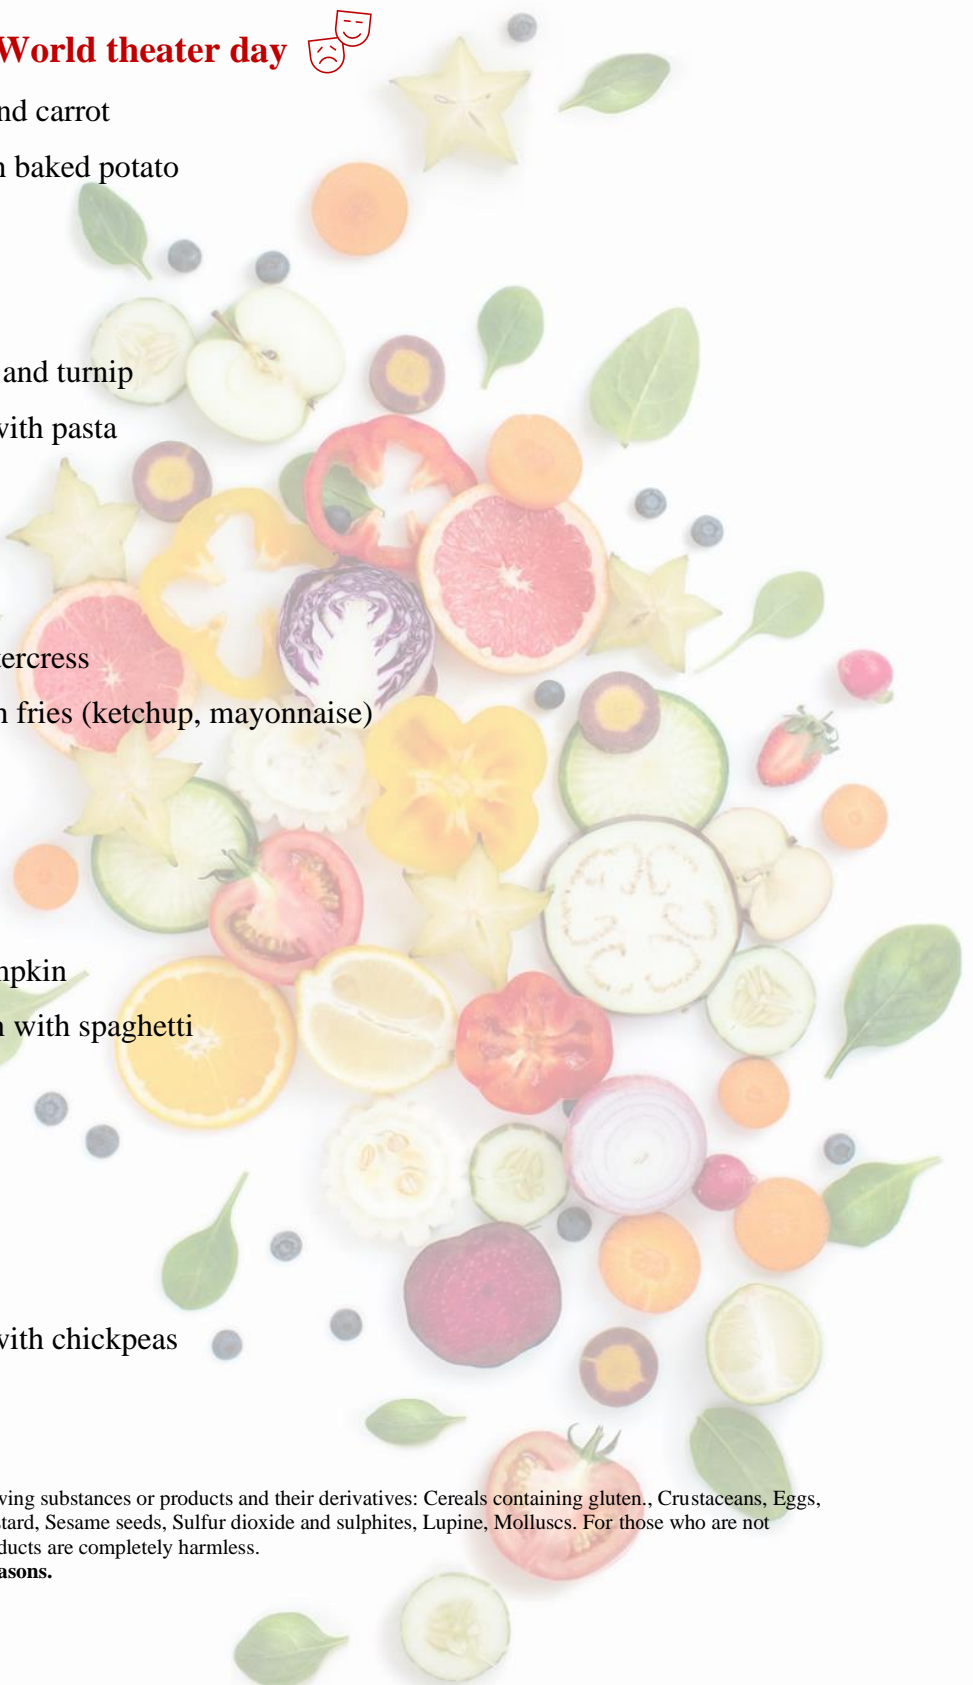 World theater day
nd carrot
n baked potato
and turnip
with pasta
tercress
n fries (ketchup, mayonnaise)
npkin
n with spaghetti
with chickpeas
wing substances or products and their derivatives: Cereals containing gluten., Crustaceans, Eggs,
stard, Sesame seeds, Sulfur dioxide and sulphites, Lupine, Molluscs. For those who are not
ducts are completely harmless.
asons.